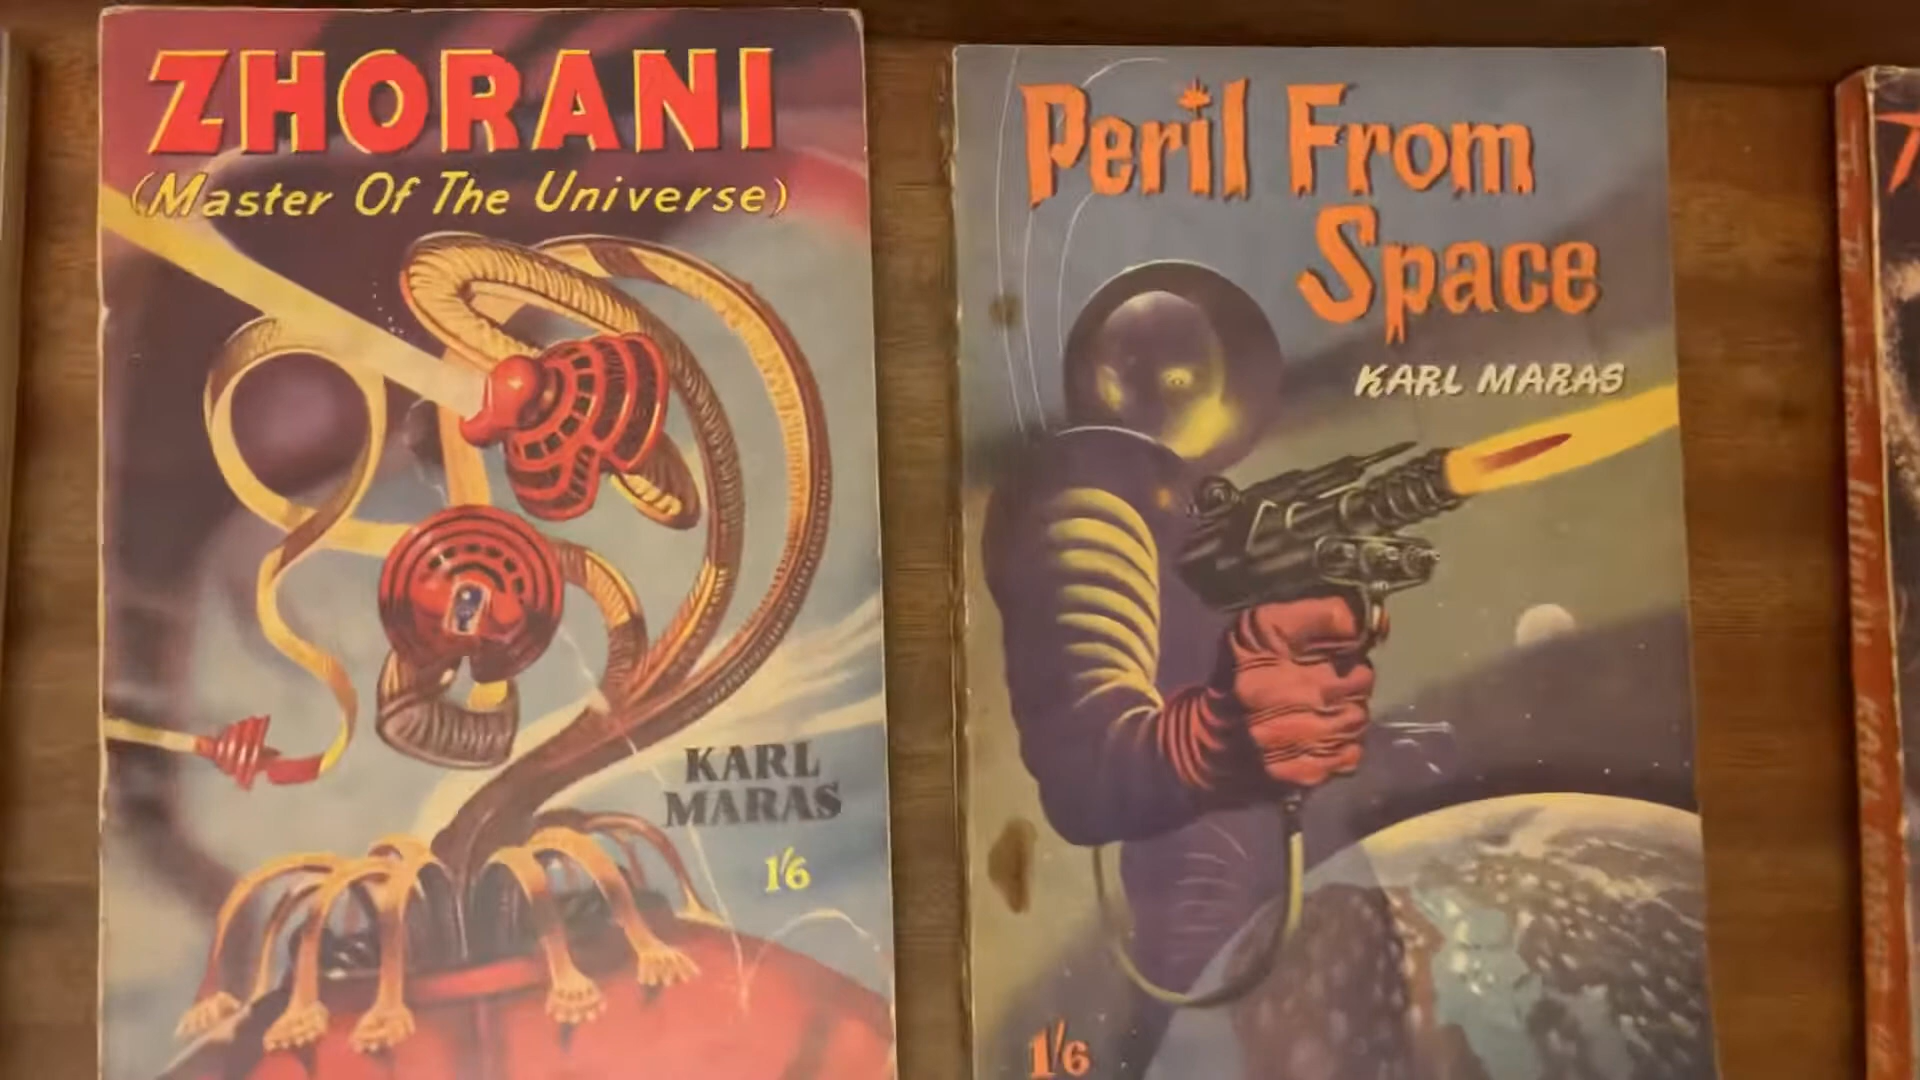 ZHORANI
(Master Of The Universe)
KARL
MARAS
1'6
Peril From
Space
KARL MARAS
1'6